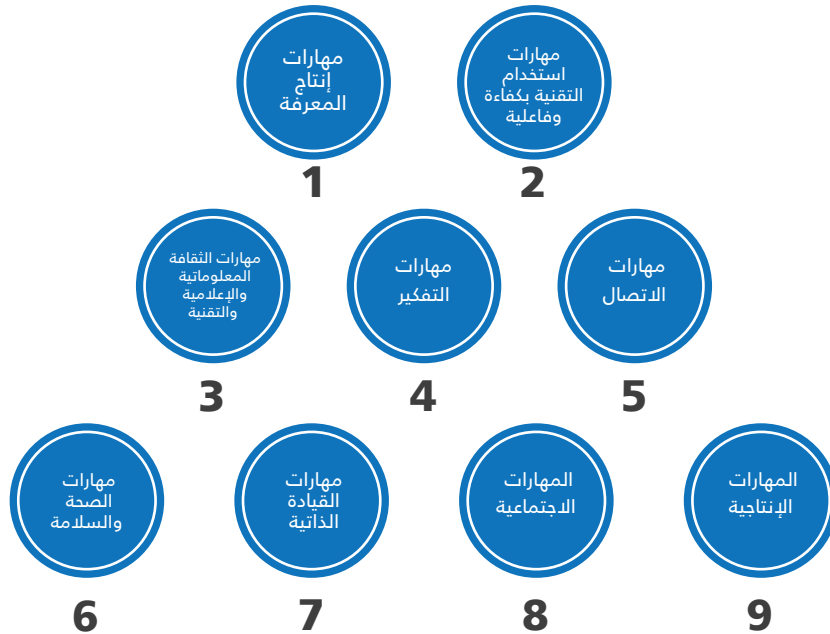 مهارات
إنتاج
المعرفة
1
مهارات
استخدام
التقنية بكفاءة
وفاعلية
2
مهارات الثقافة
المعلوماتية
والإعلامية
والتقنية
3
مهارات
التفكير
4
مهارات
الاتصال
5
مهارات
الصحة
والسلامة
6
مهارات
القيادة
الذاتية
7
المهارات
الاجتماعية
8
المهارات
الإنتاجية
9